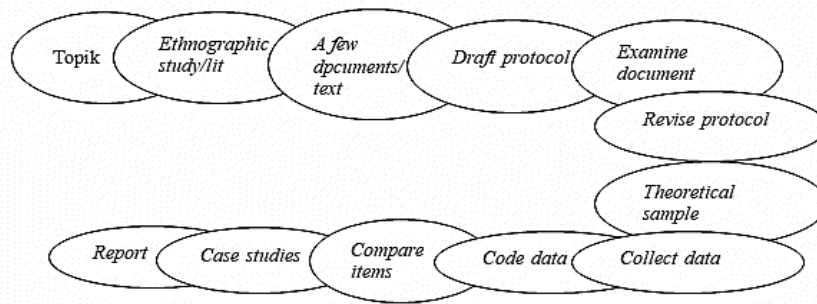 Topik
Ethnographic
study/lit
A few
dpcuments/
text
Draft protocol
Examine
document
Revise protocol
Theoretical
sample
Collect data
Code data
Compare
items
Case studies
Report